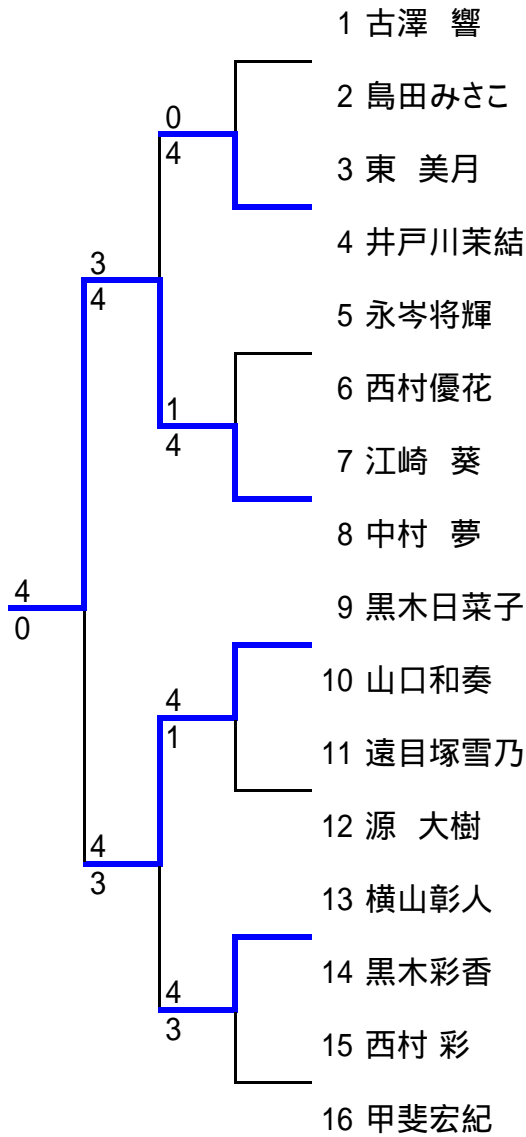 1 古澤 響
2 島田みさこ
0
4
3 東 美月
4 井戸川茉結
3
4
5 永岑将輝
6 西村優花
1
4
7 江崎 葵
8 中村 夢
4
0
9 黒木日菜子
10 山口和奏
4
1
11 遠目塚雪乃
12 源 大樹
4
3
13 横山彰人
14 黒木彩香
4
3
15 西村 彩
16 甲斐宏紀